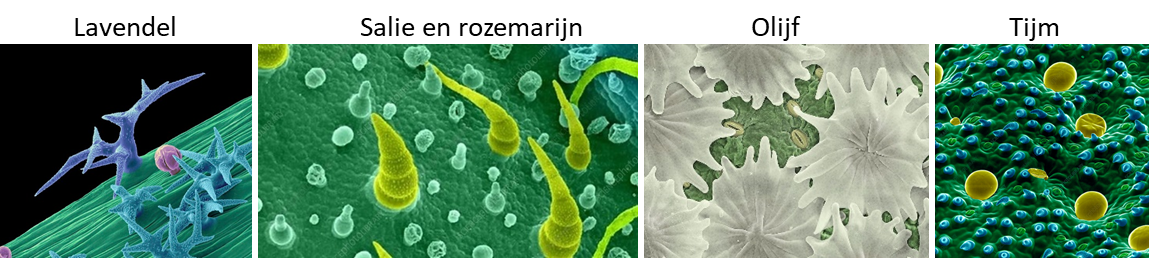 Lavendel
Salie en rozemarijn
Olijf
Tijm